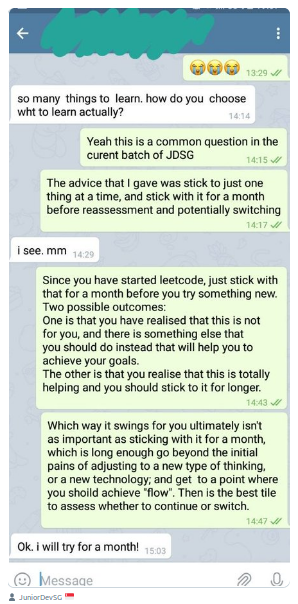 13:29
so many things to learn. how do you choose
wht to learn actually?
14:14
Yeah this is a common question in the
curent batch of JDSG
14:15
The advice that I gave was stick to just one
thing at a time, and stick with it for a month
before reassessment and potentially switching
14:17
i see. mm 14:29
Since you have started leetcode, just stick with
that for a month before you try something new.
Two possible outcomes:
One is that you have realised that this is not
for you, and there is something else that
you should do instead that will help you to
achieve your goals.
The other is that you realise that this is totally
helping and you should stick to it for longer.
14:43
Which way it swings for you ultimately isn't
as important as sticking with it for a month,
which is long enough go beyond the initial
pains of adjusting to a new type of thinking,
or a new technology; and get to a point where
you shoild achieve "flow". Then is the best tile
to assess whether to continue or switch.
14:47
Ok. i will try for a month! 15:03
Message
JuniorDevSG